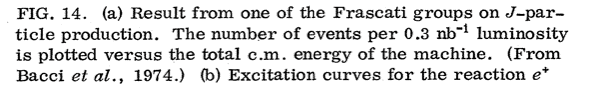 FIG. 14. (a) Result from one of the Frascati groups on J-par-
ticle production. The number of events per 0.3 nb⁻¹ luminosity
is plotted versus the total c.m. energy of the machine. (From
Bacci et al., 1974.) (b) Excitation curves for the reaction e⁺